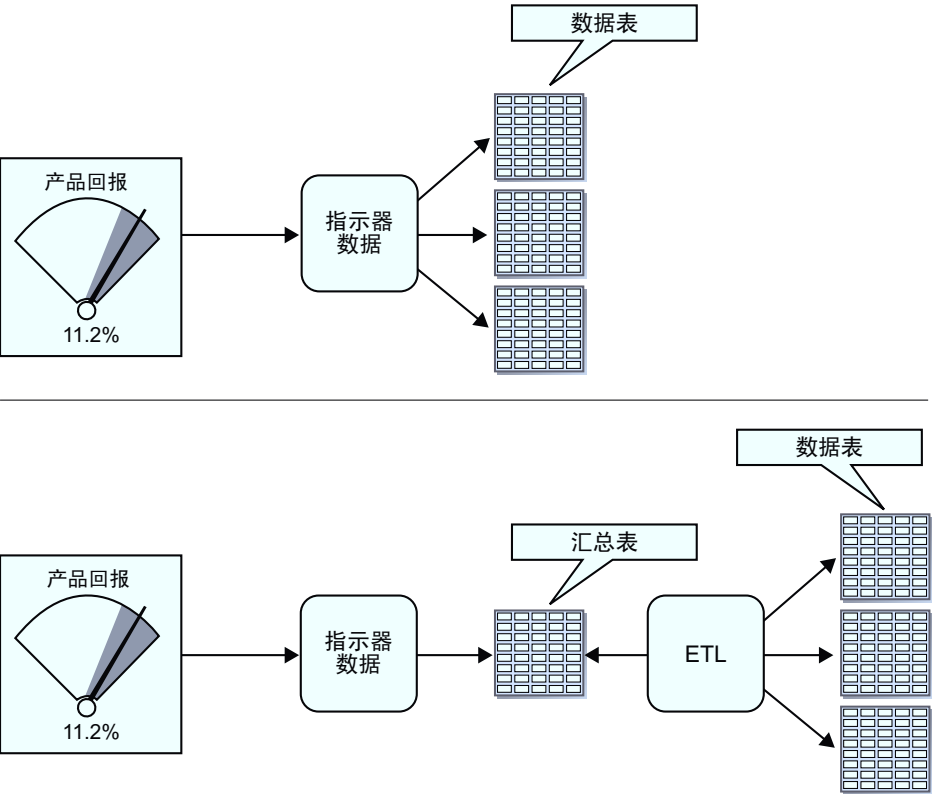 数据表
产品回报
指示器
数据
11.2%
数据表
汇总表
产品回报
指示器
数据
ETL
11.2%